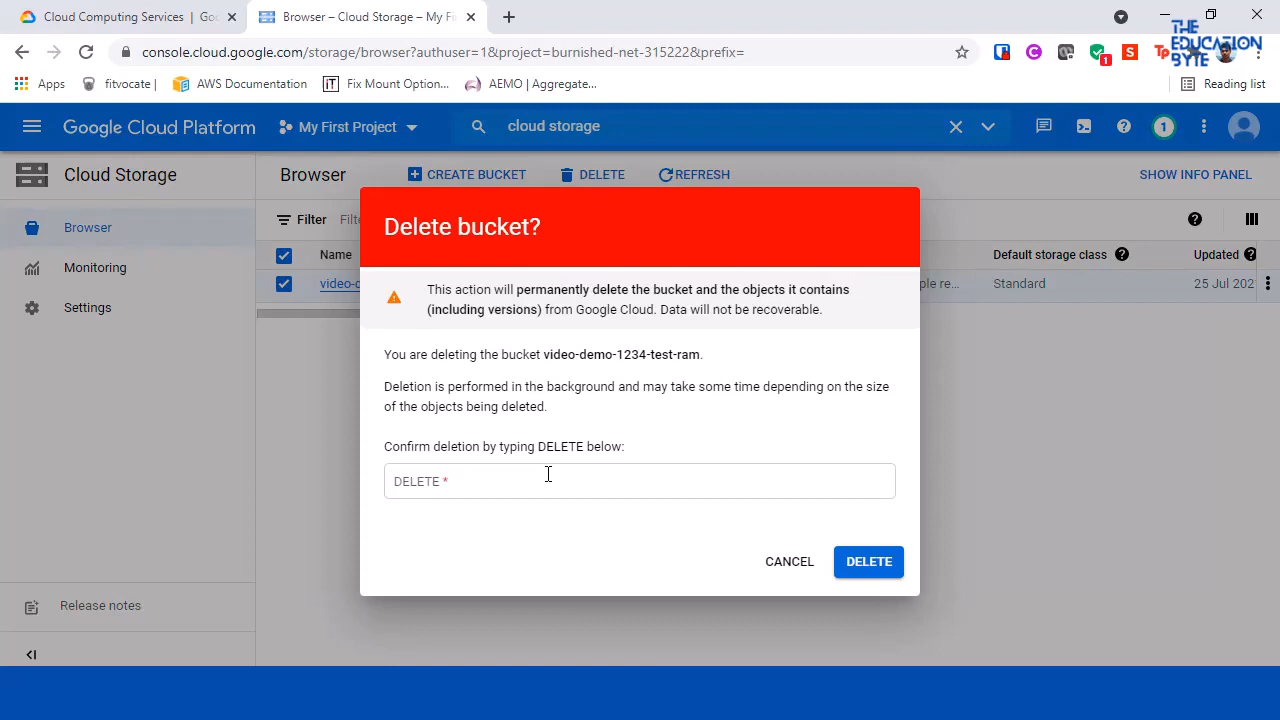 Cloud Computing Services | Go
Browser – Cloud Storage – My Fi
THE
EDUCATION
BYTE
console.cloud.google.com/storage/browser?authuser=1&project=burnished-net-315222&prefix=
1
Apps
fitvocate |
AWS Documentation
iT Fix Mount Option...
AEMO | Aggregate...
Reading list
Google Cloud Platform
My First Project
cloud storage
1
Cloud Storage
Browser
CREATE BUCKET
DELETE
REFRESH
SHOW INFO PANEL
Browser
Monitoring
Settings
Release notes
Filter
Filte
Name
Default storage class
Updated
video-d
ple re...
Standard
25 Jul 202
Delete bucket?
This action will permanently delete the bucket and the objects it contains
(including versions) from Google Cloud. Data will not be recoverable.
You are deleting the bucket video-demo-1234-test-ram.
Deletion is performed in the background and may take some time depending on the size
of the objects being deleted.
Confirm deletion by typing DELETE below:
DELETE *
CANCEL
DELETE